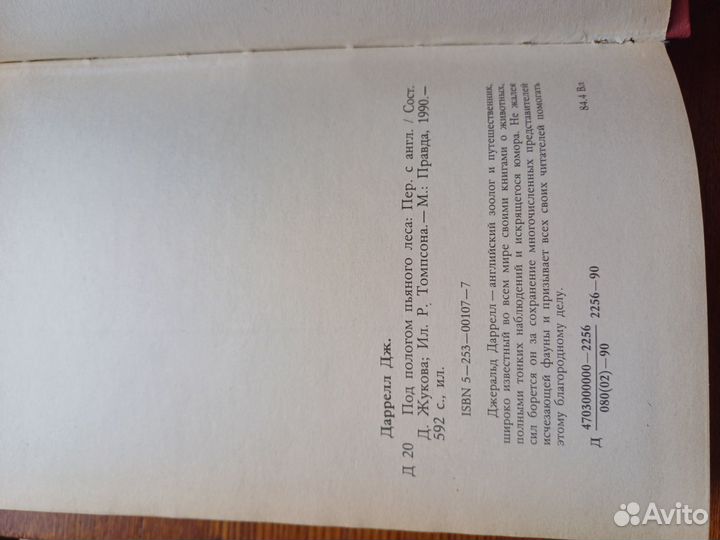 Даррелл Дж.
Д 20 Под пологом пьяного леса: Пер. с англ. / Сост.
Д. Жукова; Ил. Р. Томпсона.— М.: Правда, 1990.—
592 с., ил.
ISBN 5—253—00107—7
Джеральд Даррелл — английский зоолог и путешественник,
широко известный во всем мире своими книгами о животных,
полными тонких наблюдений и искрящегося юмора. Не жалея
сил борется он за сохранение многочисленных представителей
исчезающей фауны и призывает всех своих читателей помогать
этому благородному делу.
Д 4703000000—2256 2256—90
080(02)—90
84.4 Вл
Avito